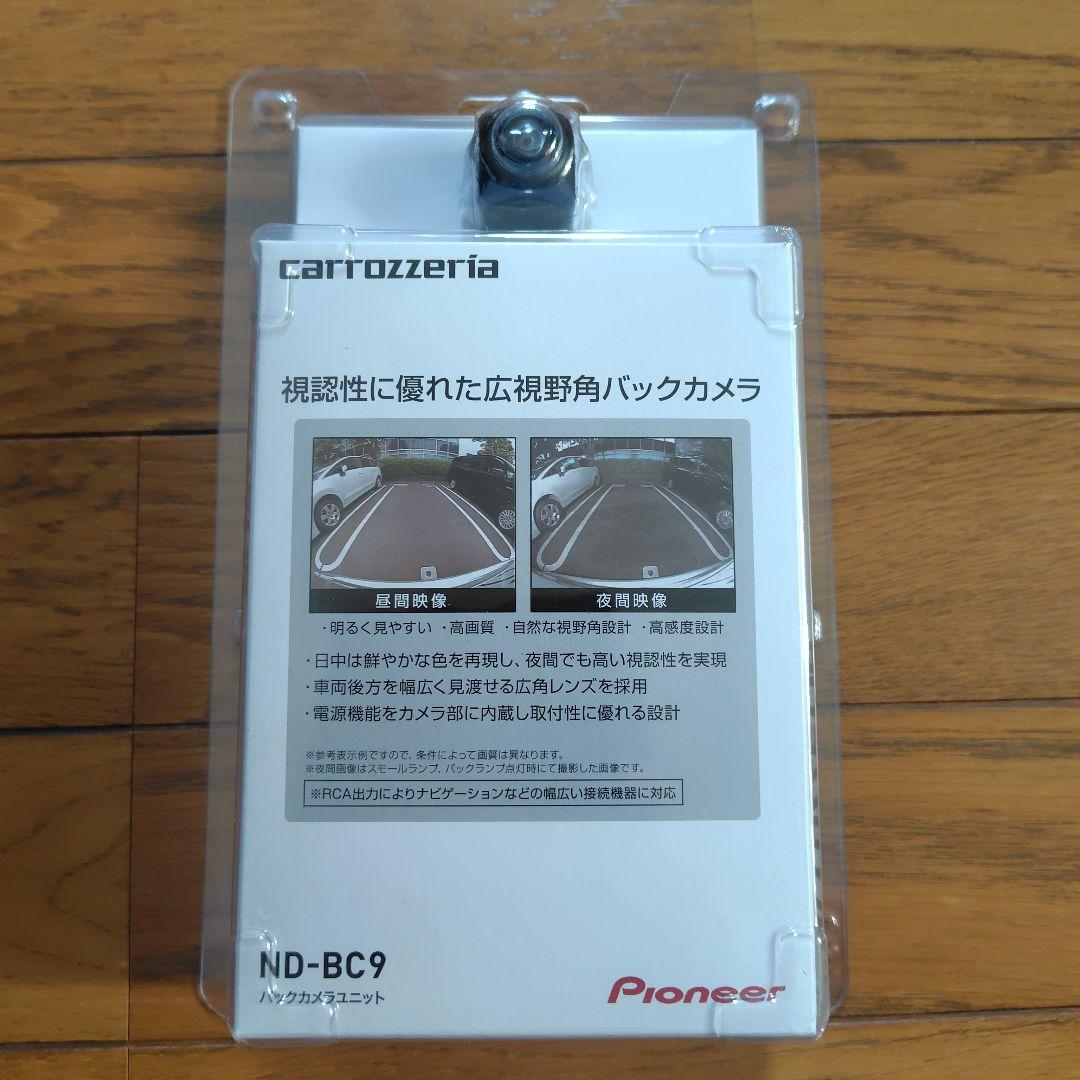 carrozzeria
視認性に優れた広視野角バックカメラ
昼間映像 夜間映像
・明るく見やすい ・高画質 ・自然な視野角設計 ・高感度設計
・日中は鮮やかな色を再現し、夜間でも高い視認性を実現
・車両後方を幅広く見渡せる広角レンズを採用
・電源機能をカメラ部に内蔵し取付性に優れる設計
※参考表示例ですので、条件によって画質は異なります。
※夜間画像はスモールランプ、バックランプ点灯時にて撮影した画像です。
※RCA出力によりナビゲーションなどの幅広い接続機器に対応
ND-BC9
バックカメラユニット
Pioneer